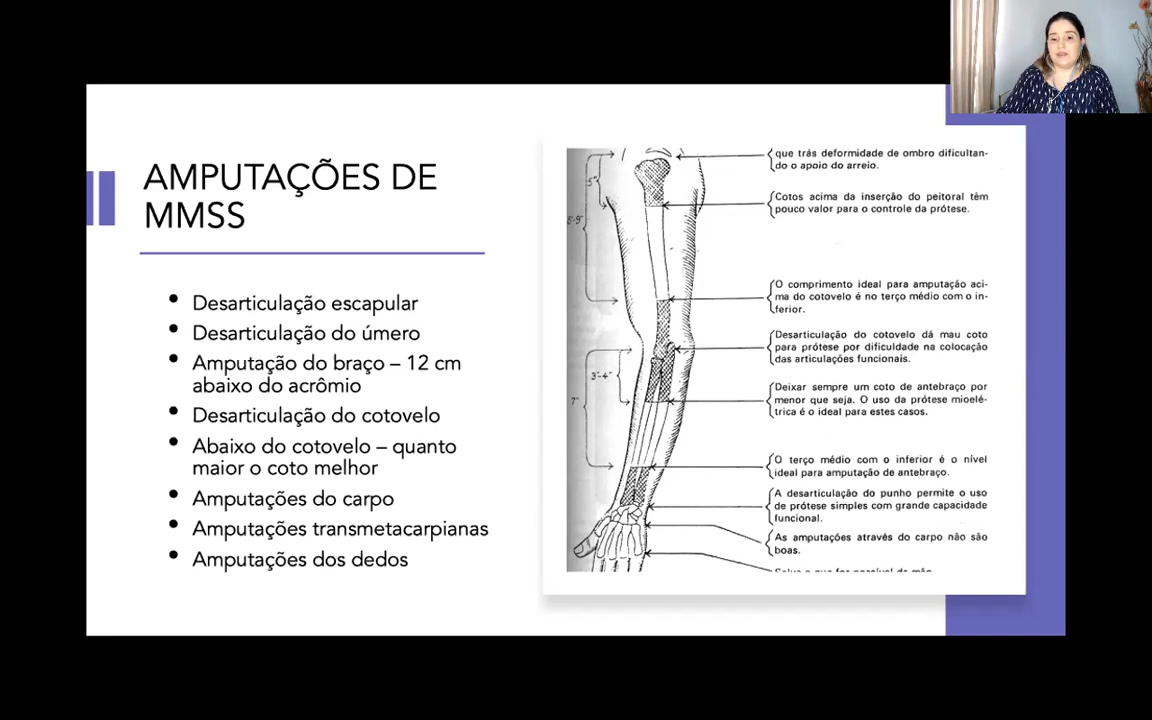 AMPUTAÇÕES DE
MMSS
• Desarticulação escapular
• Desarticulação do úmero
• Amputação do braço – 12 cm
abaixo do acrômio
• Desarticulação do cotovelo
• Abaixo do cotovelo – quanto
maior o coto melhor
• Amputações do carpo
• Amputações transmetacarpianas
• Amputações dos dedos
que trás deformidade de ombro dificultan-
do o apoio do arreio.
Cotos acima da inserção do peitoral têm
pouco valor para o controle da prótese.
O comprimento ideal para amputação aci-
ma do cotovelo é no terço médio com o in-
ferior.
Desarticulação do cotovelo dá mau coto
para prótese por dificuldade na colocação
das articulações funcionais.
Deixar sempre um coto de antebraço por
menor que seja. O uso da prótese mioelé-
trica é o ideal para estes casos.
O terço médio com o inferior é o nível
ideal para amputação de antebraço.
A desarticulação do punho permite o uso
de prótese simples com grande capacidade
funcional.
As amputações através do carpo não são
boas.
5"
8"-9"
3"-4"
7"